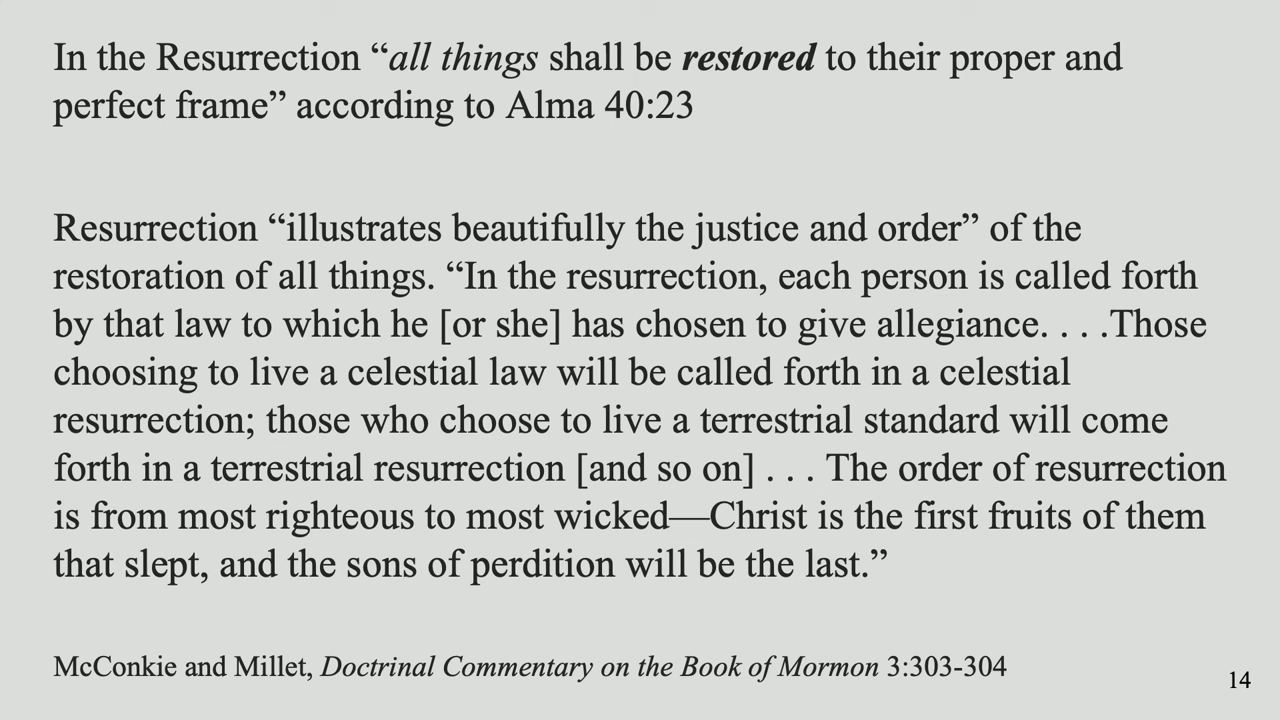 In the Resurrection “all things shall be restored to their proper and
perfect frame” according to Alma 40:23
Resurrection “illustrates beautifully the justice and order” of the
restoration of all things. “In the resurrection, each person is called forth
by that law to which he [or she] has chosen to give allegiance. . . .Those
choosing to live a celestial law will be called forth in a celestial
resurrection; those who choose to live a terrestrial standard will come
forth in a terrestrial resurrection [and so on] . . . The order of resurrection
is from most righteous to most wicked—Christ is the first fruits of them
that slept, and the sons of perdition will be the last.”
McConkie and Millet, Doctrinal Commentary on the Book of Mormon 3:303-304
14